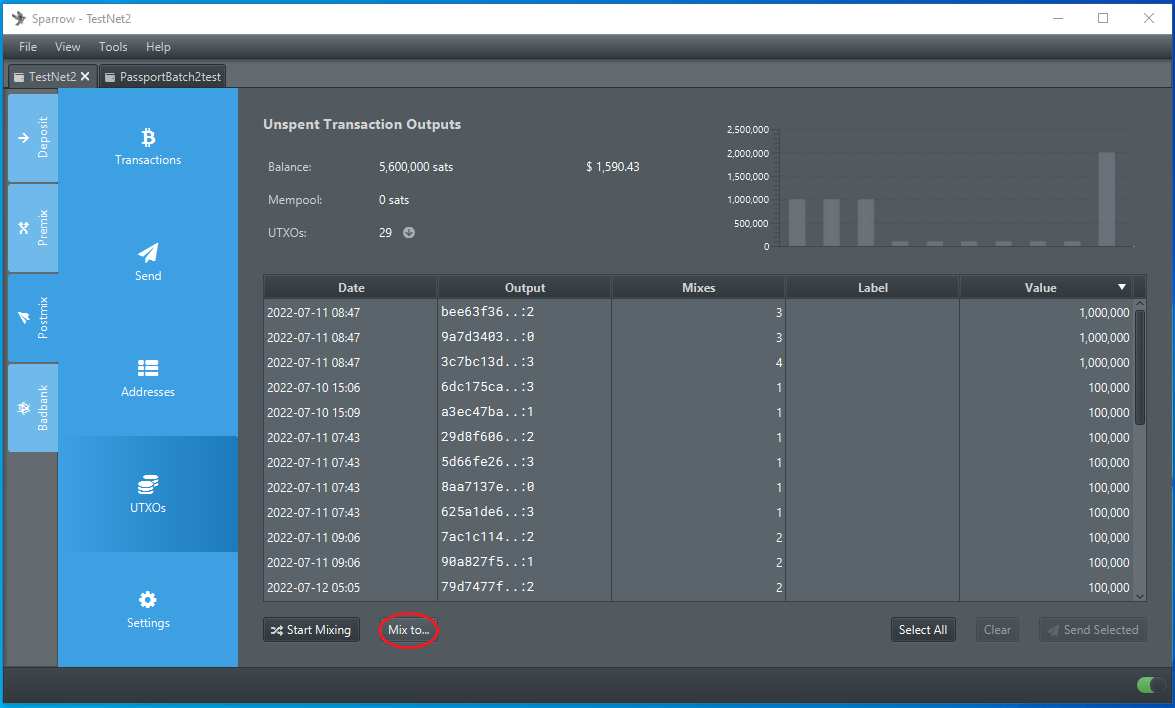 Sparrow - TestNet2
File View Tools Help
TestNet2 PassportBatch2test
Deposit
Premix
Postmix
Badbank
Transactions
Send
Addresses
UTXOs
Settings
Unspent Transaction Outputs
Balance: 5,600,000 sats $ 1,590.43
Mempool: 0 sats
UTXOs: 29
2,500,000
2,000,000
1,500,000
1,000,000
500,000
0
Date Output Mixes Label Value
2022-07-11 08:47 bee63f36..:2 3 1,000,000
2022-07-11 08:47 9a7d3403..:0 3 1,000,000
2022-07-11 08:47 3c7bc13d..:3 4 1,000,000
2022-07-10 15:06 6dc175ca..:3 1 100,000
2022-07-10 15:09 a3ec47ba..:1 1 100,000
2022-07-11 07:43 29d8f606..:2 1 100,000
2022-07-11 07:43 5d66fe26..:3 1 100,000
2022-07-11 07:43 8aa7137e..:0 1 100,000
2022-07-11 07:43 625a1de6..:3 1 100,000
2022-07-11 09:06 7ac1c114..:2 2 100,000
2022-07-11 09:06 90a827f5..:1 2 100,000
2022-07-12 05:05 79d7477f..:2 2 100,000
Start Mixing Mix to... Select All Clear Send Selected